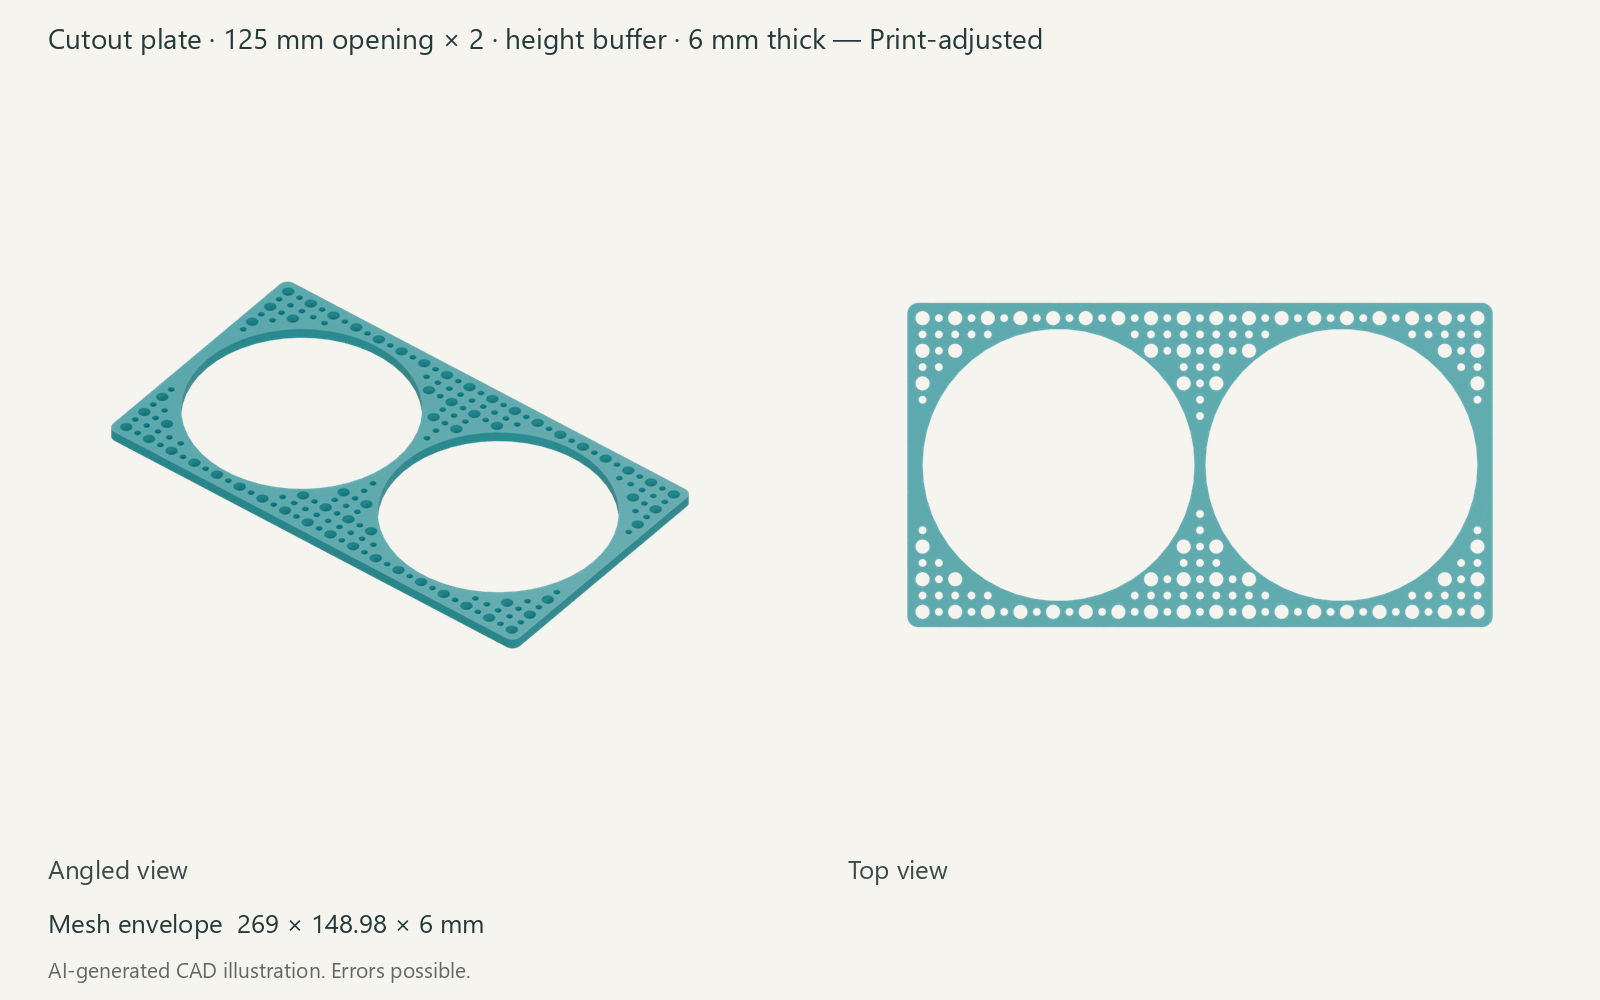 Cutout plate · 125 mm opening × 2 · height buffer · 6 mm thick — Print-adjusted
Angled view
Top view
Mesh envelope 269 × 148.98 × 6 mm
AI-generated CAD illustration. Errors possible.